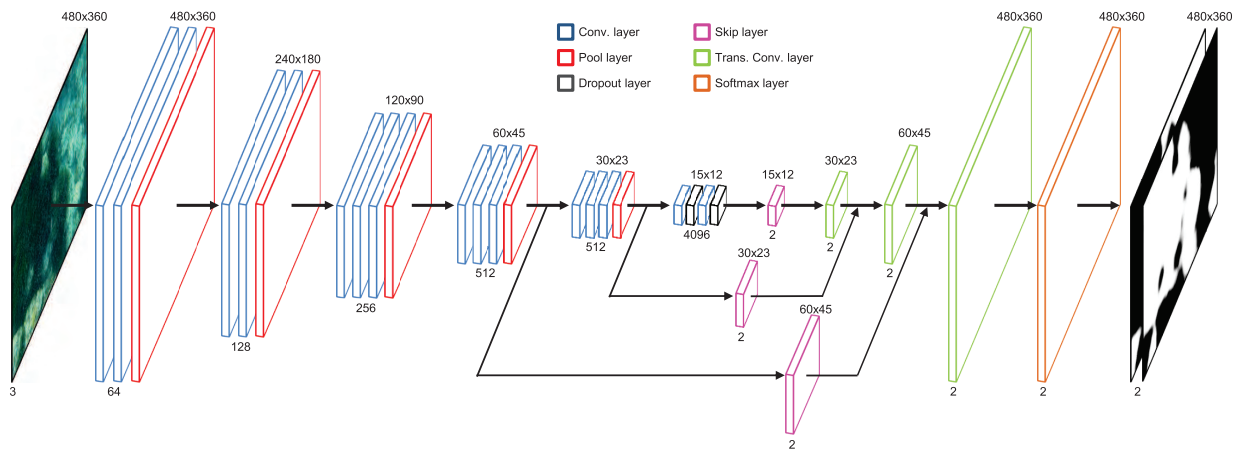 480x360
480x360
240x180
120x90
60x45
30x23
15x12
15x12
30x23
60x45
480x360
480x360
480x360
Conv. layer
Skip layer
Pool layer
Trans. Conv. layer
Dropout layer
Softmax layer
3
64
128
256
512
512
4096
2
2
2
30x23
2
60x45
2
2
2
2